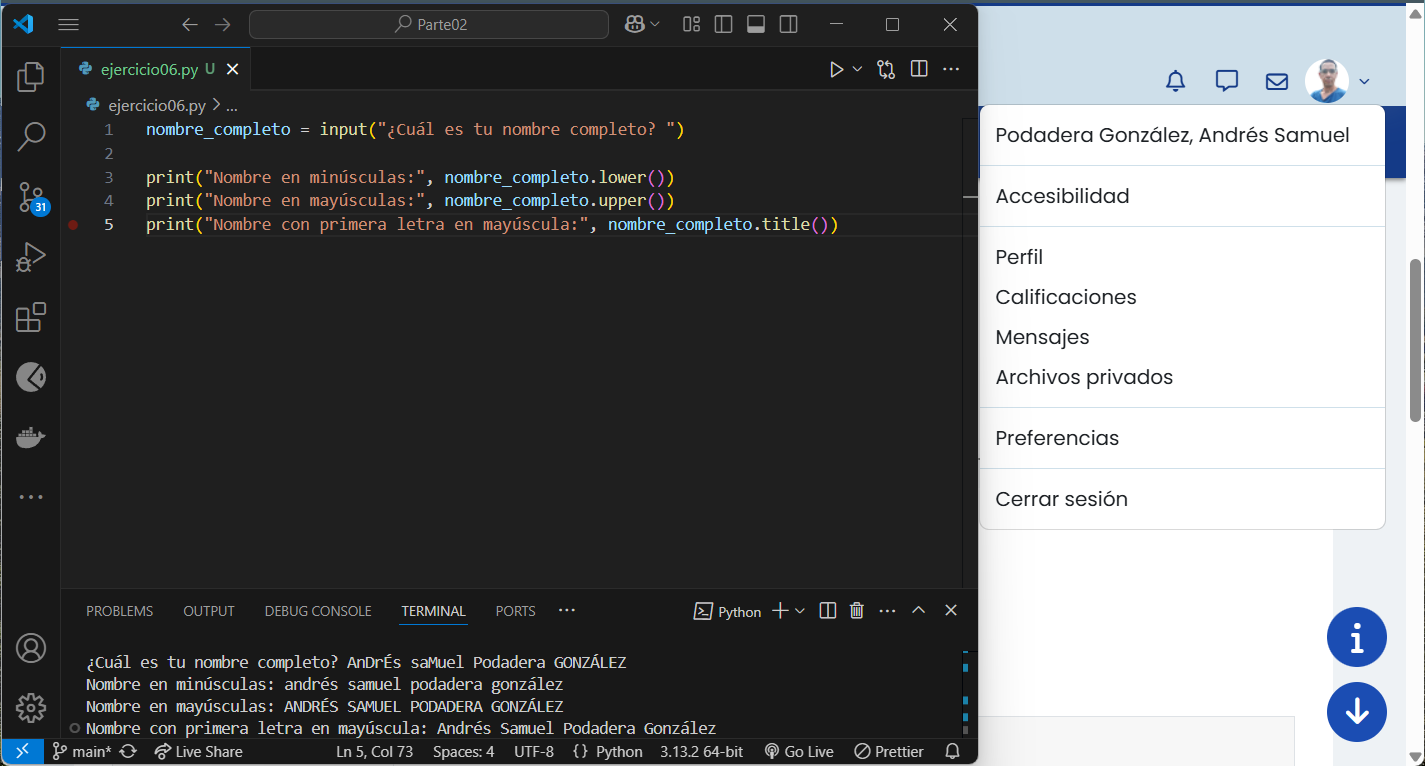 Parte02
ejercicio06.py U
ejercicio06.py > ...
1 nombre_completo = input("¿Cuál es tu nombre completo? ")
2
3 print("Nombre en minúsculas:", nombre_completo.lower())
4 print("Nombre en mayúsculas:", nombre_completo.upper())
5 print("Nombre con primera letra en mayúscula:", nombre_completo.title())
31
PROBLEMS OUTPUT DEBUG CONSOLE TERMINAL PORTS ...
Python
¿Cuál es tu nombre completo? AnDrÉs saMuel Podadera GONZÁLEZ
Nombre en minúsculas: andrés samuel podadera gonzález
Nombre en mayúsculas: ANDRÉS SAMUEL PODADERA GONZÁLEZ
Nombre con primera letra en mayúscula: Andrés Samuel Podadera González
main* Live Share Ln 5, Col 73 Spaces: 4 UTF-8 {} Python 3.13.2 64-bit Go Live Prettier
Podadera González, Andrés Samuel
Accesibilidad
Perfil
Calificaciones
Mensajes
Archivos privados
Preferencias
Cerrar sesión